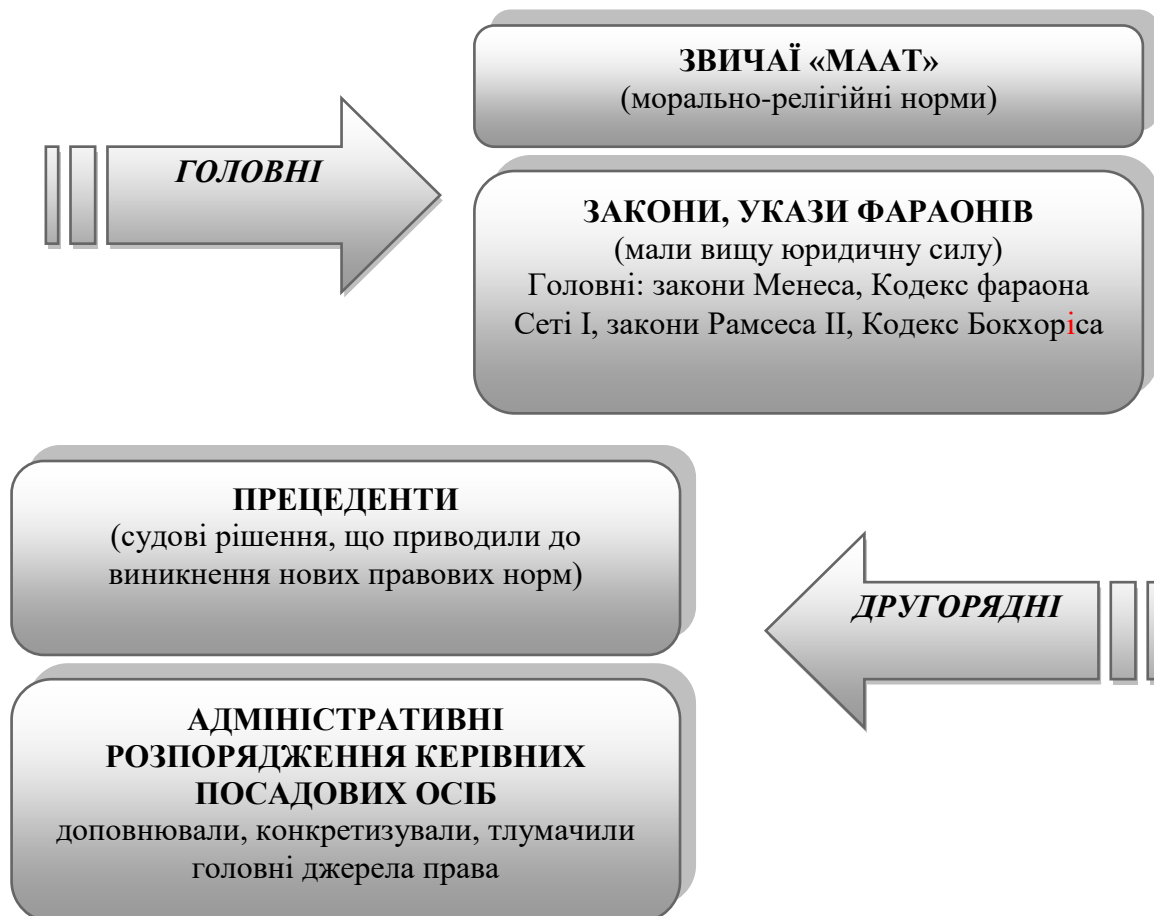 ЗВИЧАЇ «МААТ»
(морально-релігійні норми)
ГОЛОВНІ
ЗАКОНИ, УКАЗИ ФАРАОНІВ
(мали вищу юридичну силу)
Головні: закони Менеса, Кодекс фараона
Сеті I, закони Рамсеса II, Кодекс Бокхоріса
ПРЕЦЕДЕНТИ
(судові рішення, що приводили до
виникнення нових правових норм)
ДРУГОРЯДНІ
АДМІНІСТРАТИВНІ
РОЗПОРЯДЖЕННЯ КЕРІВНИХ
ПОСАДОВИХ ОСІБ
доповнювали, конкретизували, тлумачили
головні джерела права